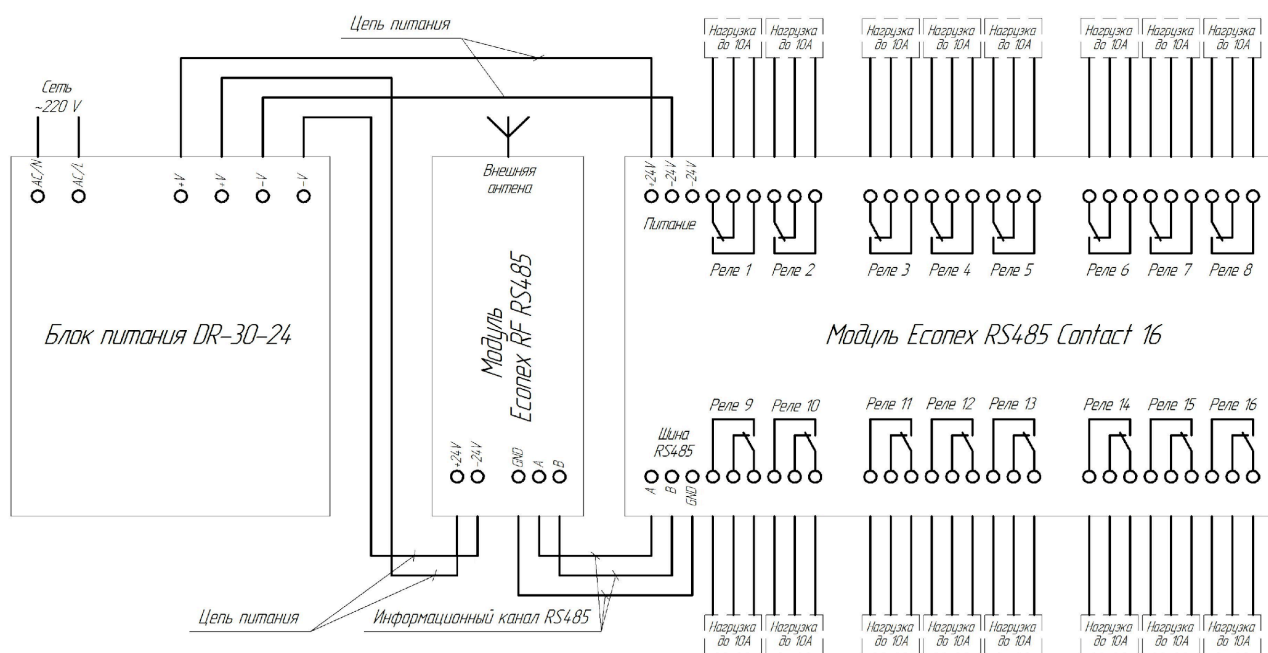 Цепь питания
Нагрузка
до 10А
Нагрузка
до 10А
Нагрузка
до 10А
Нагрузка
до 10А
Нагрузка
до 10А
Нагрузка
до 10А
Нагрузка
до 10А
Нагрузка
до 10А
Сеть
~220 V
AC/N
AC/L
+V
+V
-V
-V
Внешняя
антена
+24V
-24V
-24V
Питание
Реле 1
Реле 2
Реле 3
Реле 4
Реле 5
Реле 6
Реле 7
Реле 8
Блок питания DR-30-24
Модуль
Econex RF RS485
Модуль Econex RS485 Contact 16
Реле 9
Реле 10
Реле 11
Реле 12
Реле 13
Реле 14
Реле 15
Реле 16
Шина
RS485
+24V
-24V
GND
A
B
A
B
GND
Цепь питания
Информационный канал RS485
Нагрузка
до 10А
Нагрузка
до 10А
Нагрузка
до 10А
Нагрузка
до 10А
Нагрузка
до 10А
Нагрузка
до 10А
Нагрузка
до 10А
Нагрузка
до 10А